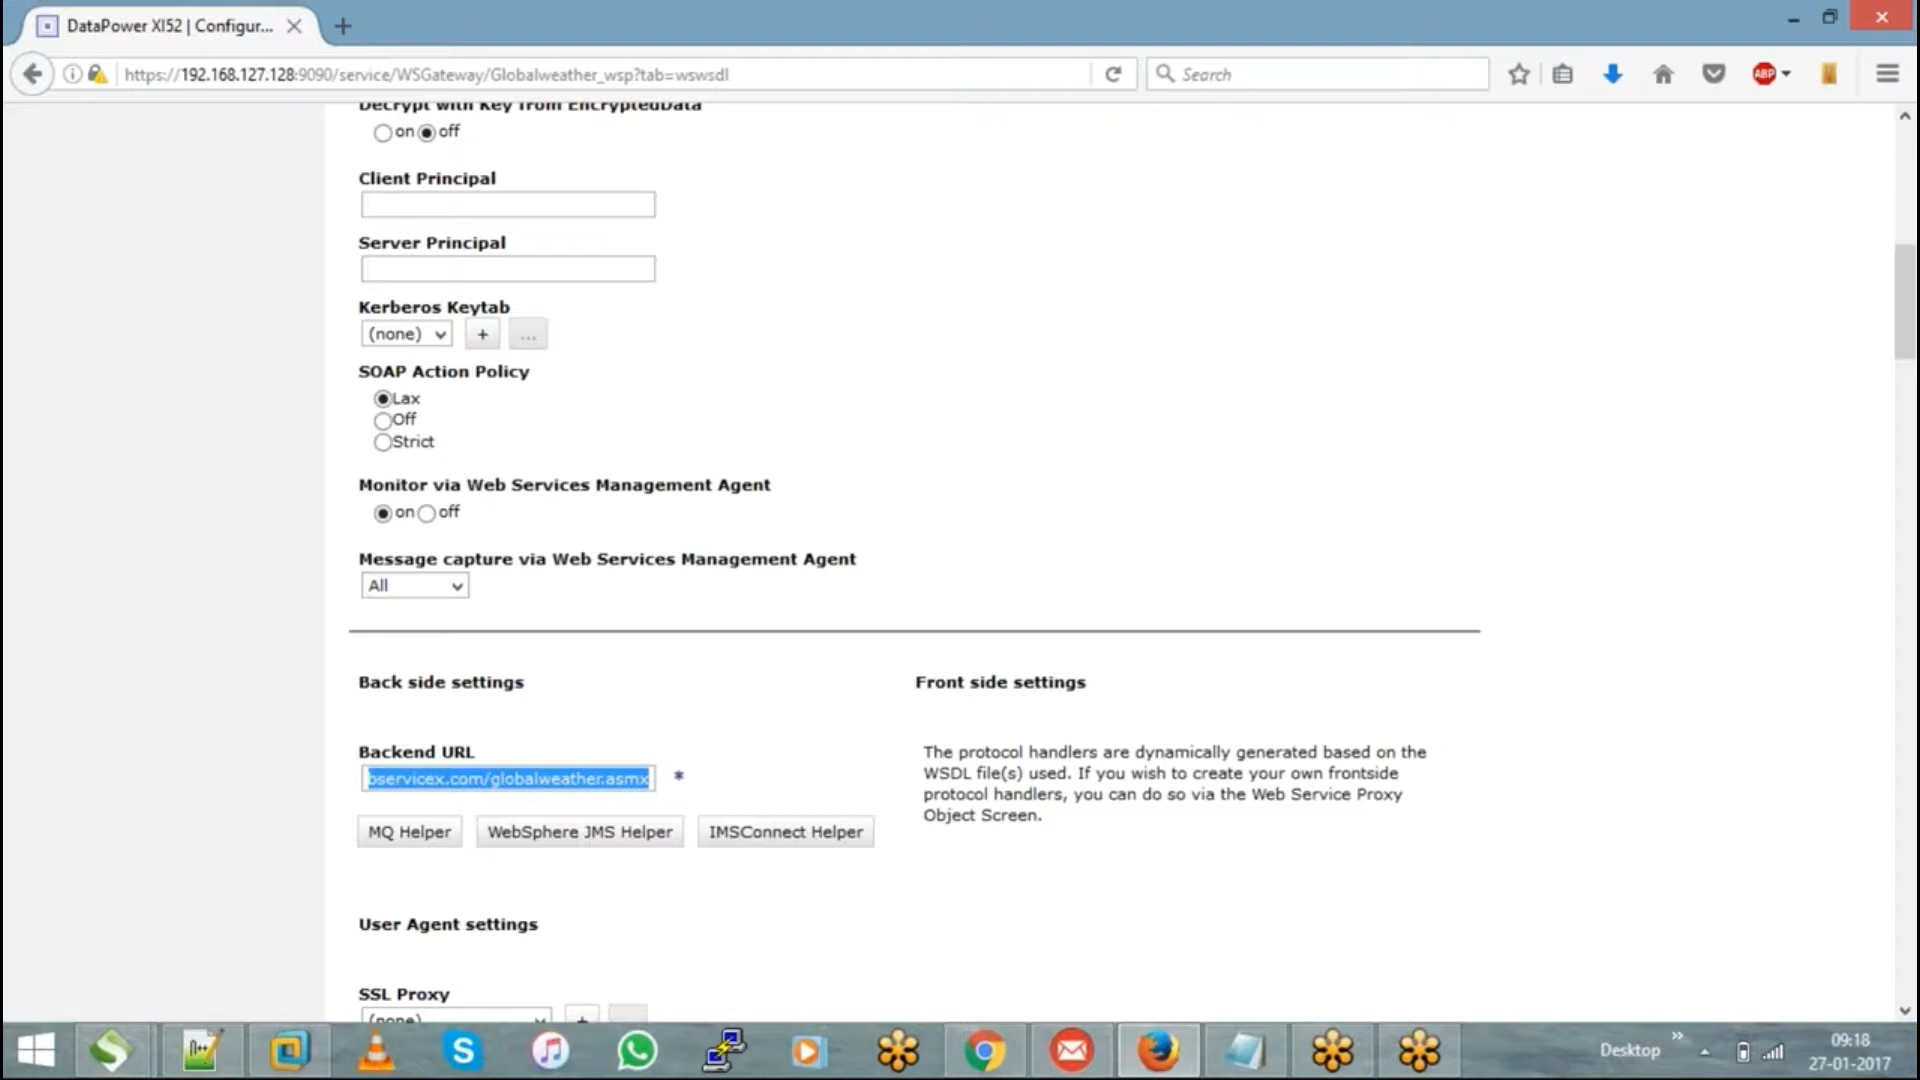 DataPower XI52 | Configur...
https://192.168.127.128:9090/service/WSGateway/Globalweather_wsp?tab=wswsdl
Search
ABP
Decrypt with Key from EncryptedData
on off
Client Principal
Server Principal
Kerberos Keytab
(none) + ...
SOAP Action Policy
Lax
Off
Strict
Monitor via Web Services Management Agent
on off
Message capture via Web Services Management Agent
All
Back side settings
Front side settings
Backend URL
bservicex.com/globalweather.asmx *
MQ Helper WebSphere JMS Helper IMSConnect Helper
The protocol handlers are dynamically generated based on the
WSDL file(s) used. If you wish to create your own frontside
protocol handlers, you can do so via the Web Service Proxy
Object Screen.
User Agent settings
SSL Proxy
(none) +
Desktop
09:18
27-01-2017